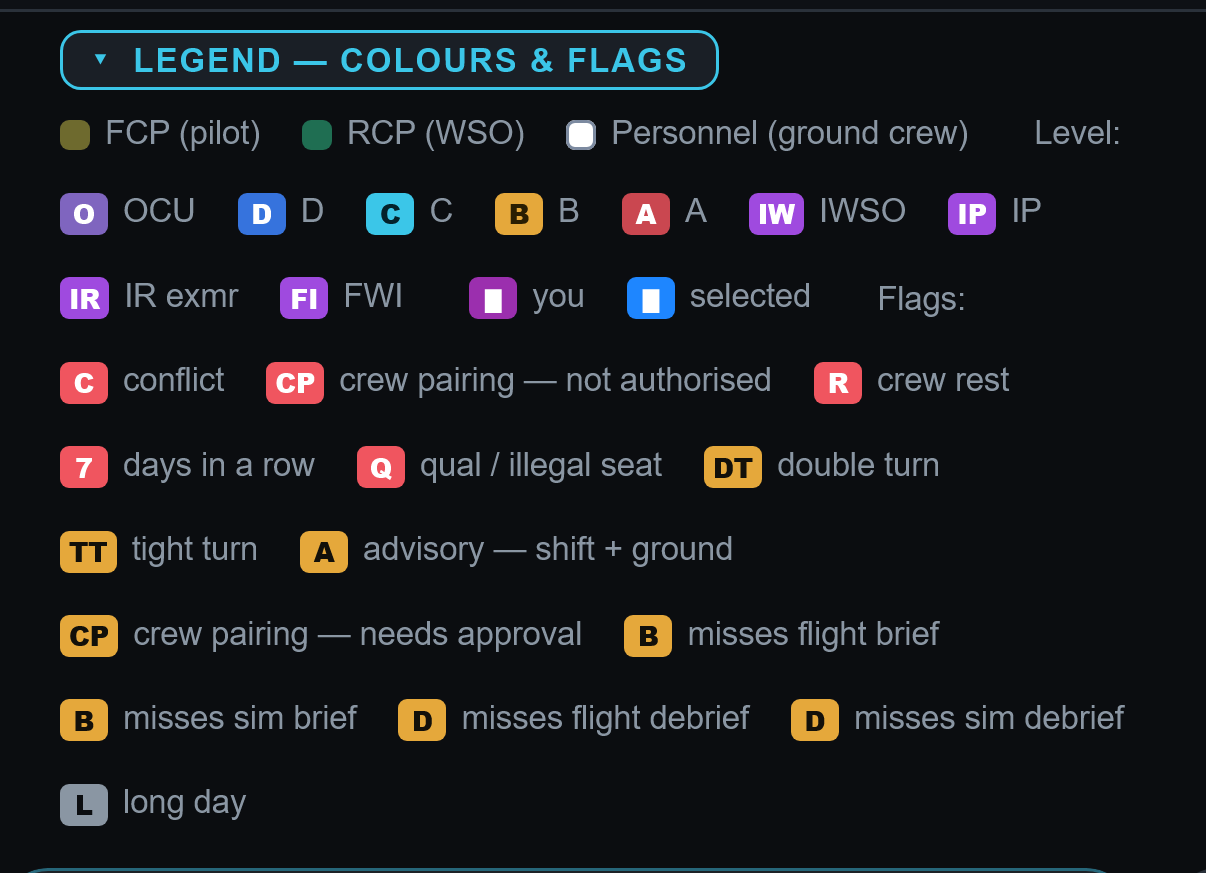 ▼ LEGEND — COLOURS & FLAGS
FCP (pilot) RCP (WSO) Personnel (ground crew) Level:
O OCU D D C C B B A A IW IWSO IP IP
IR IR exmr FI FWI you selected Flags:
C conflict CP crew pairing — not authorised R crew rest
7 days in a row Q qual / illegal seat DT double turn
TT tight turn A advisory — shift + ground
CP crew pairing — needs approval B misses flight brief
B misses sim brief D misses flight debrief D misses sim debrief
L long day